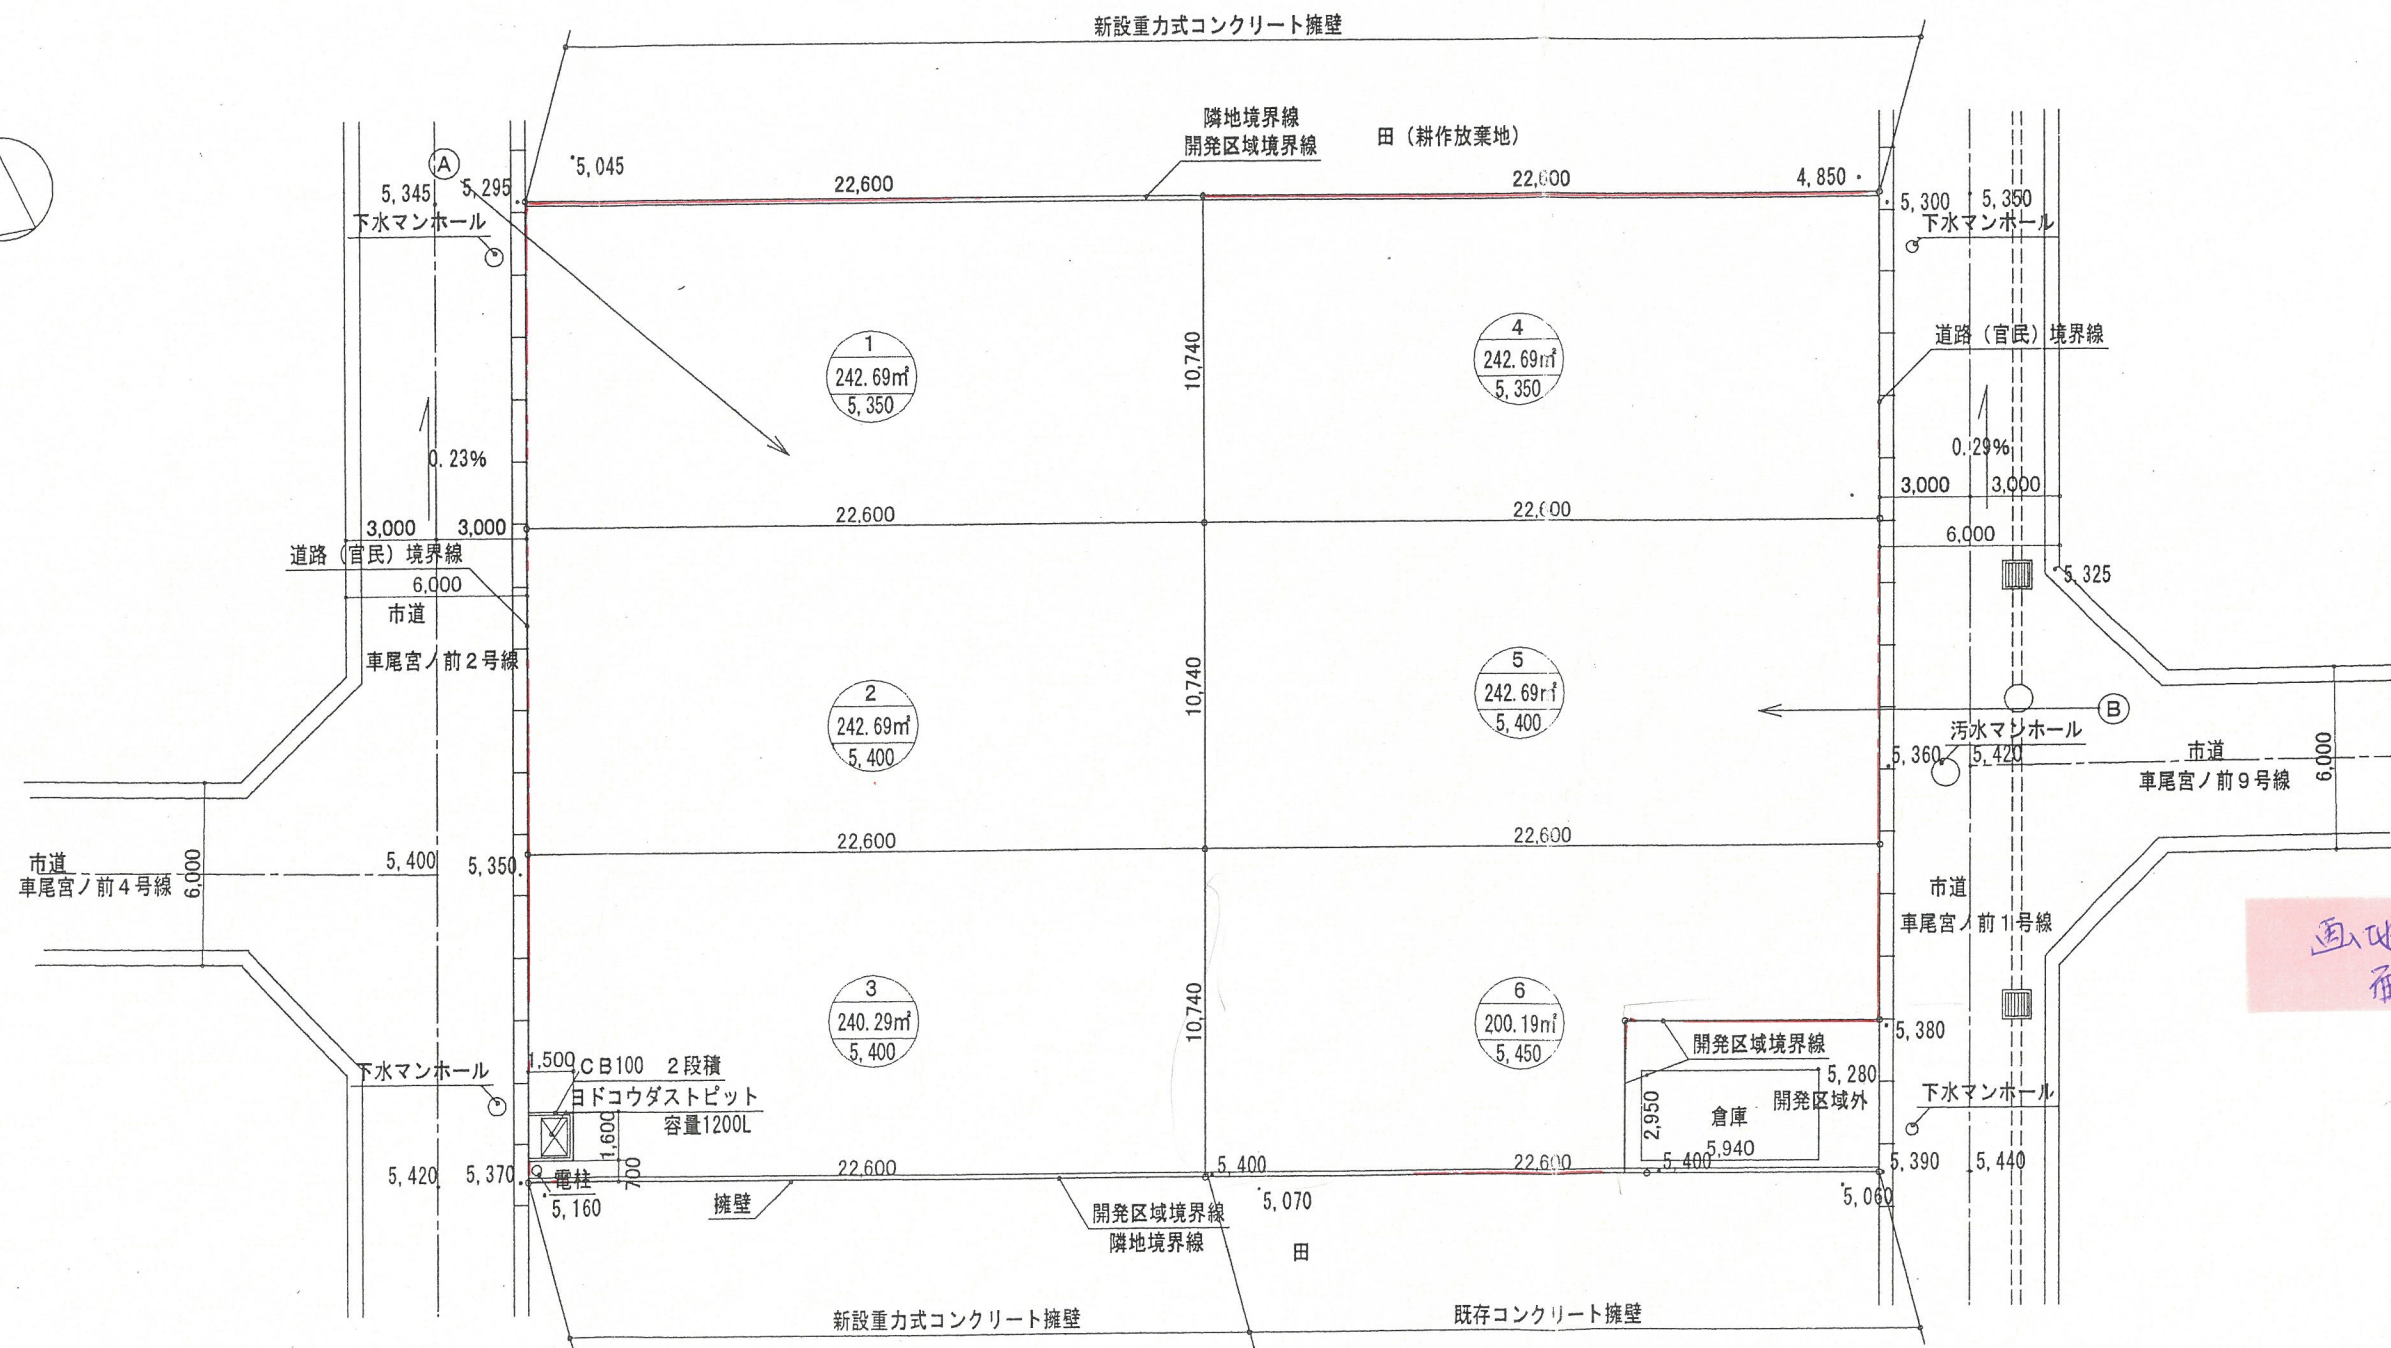 新設重力式コンクリート擁壁
隣地境界線
開発区域境界線
田（耕作放棄地）
A
5,045
5,345
5,295
下水マンホール
22,600
22,600
4,850
5,300
5,350
下水マンホール
1
242.69㎡
5,350
10,740
4
242.69㎡
5,350
道路（官民）境界線
0.23%
0.29%
3,000
3,000
22,600
22,600
3,000
3,000
道路（官民）境界線
6,000
6,000
市道
車尾宮ノ前２号線
5,325
2
242.69㎡
5,400
10,740
5
242.69㎡
5,400
B
汚水マンホール
5,360
5,420
市道
車尾宮ノ前９号線
6,000
22,600
22,600
市道
車尾宮ノ前４号線
6,000
5,400
5,350
市道
車尾宮ノ前１号線
3
240.29㎡
5,400
10,740
6
200.19㎡
5,450
5,380
開発区域境界線
5,280
開発区域外
倉庫
2,950
5,940
下水マンホール
下水マンホール
1,500
ＣＢ100　２段積
ヨドコウダストピット
容量1200L
1,600
700
電柱
5,420
5,370
5,160
22,600
5,400
22,600
5,400
5,390
5,440
擁壁
開発区域境界線
隣地境界線
5,070
5,060
田
新設重力式コンクリート擁壁
既存コンクリート擁壁